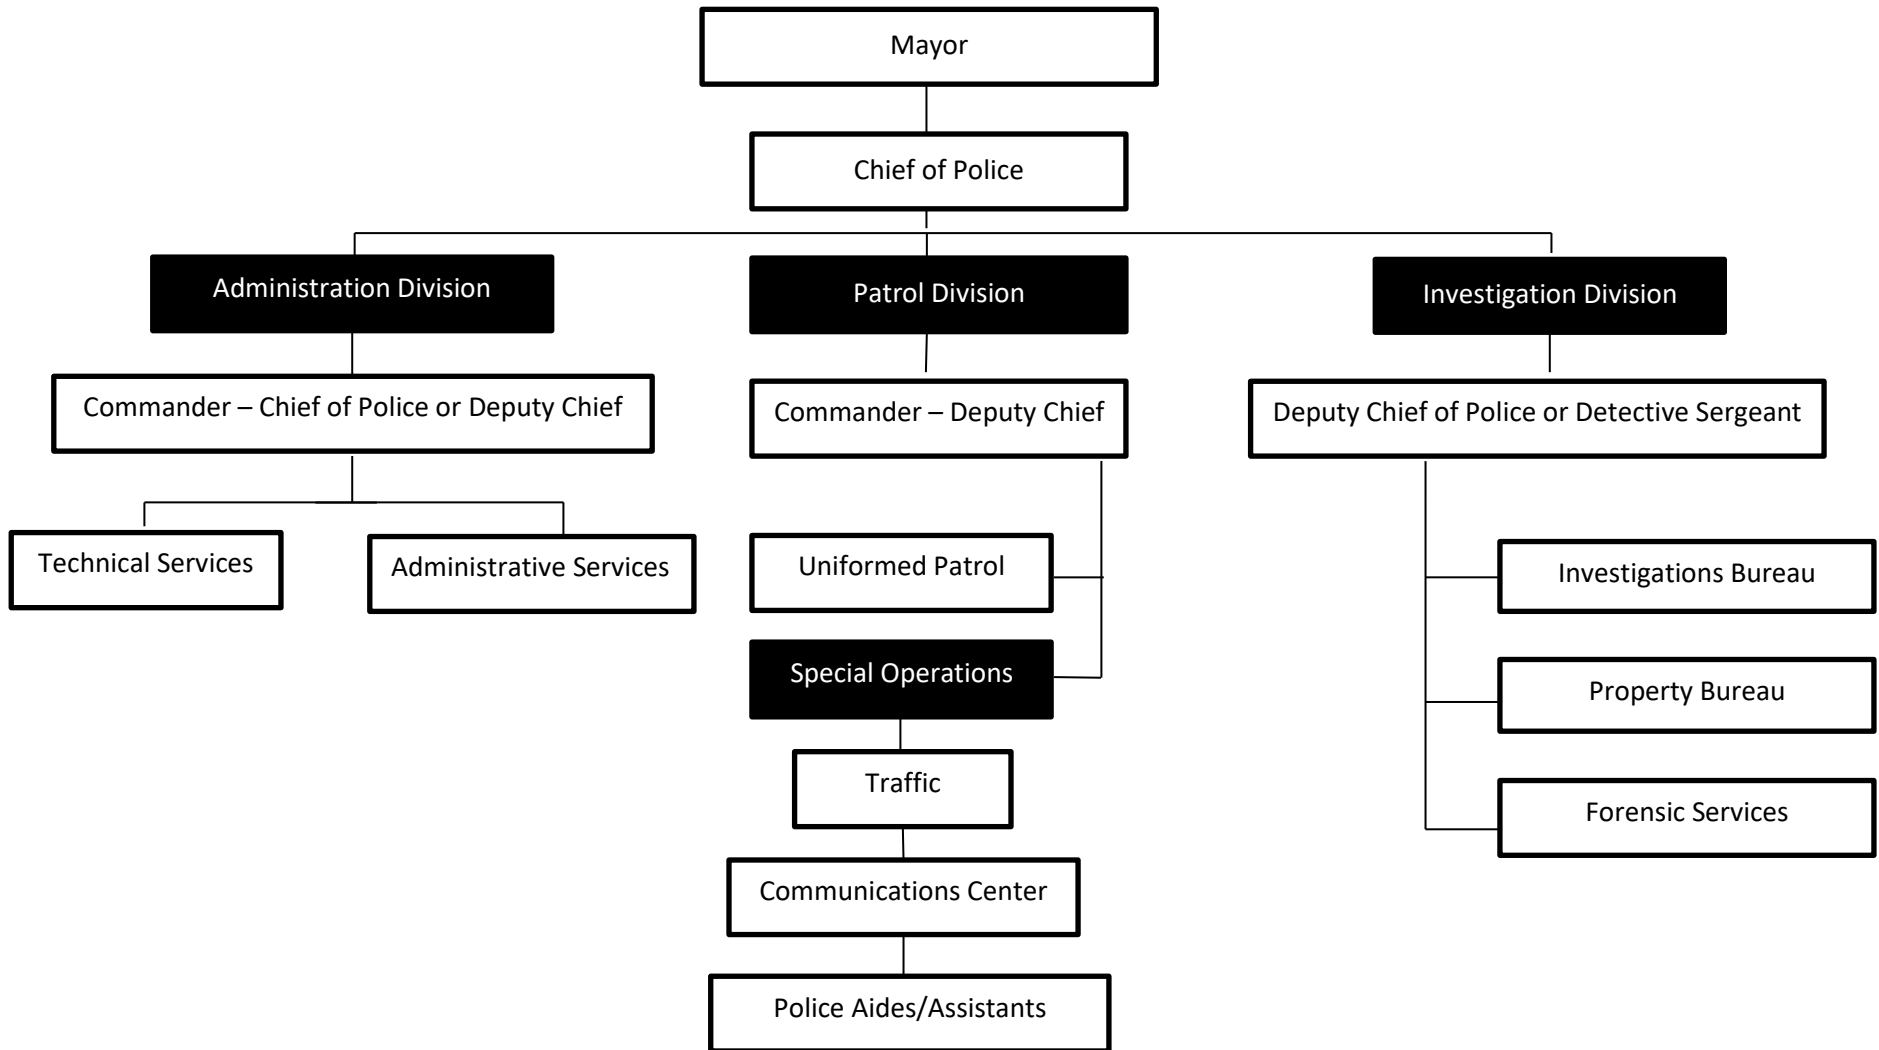 Mayor
Chief of Police
Administration Division
Patrol Division
Investigation Division
Commander – Chief of Police or Deputy Chief
Commander – Deputy Chief
Deputy Chief of Police or Detective Sergeant
Technical Services
Administrative Services
Uniformed Patrol
Investigations Bureau
Special Operations
Property Bureau
Traffic
Forensic Services
Communications Center
Police Aides/Assistants